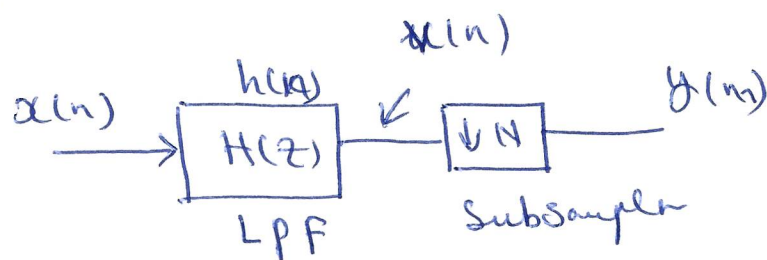 u(n)
h(n)
x(n)
y(m)
H(z)
↓ N
LPF
Subsampler